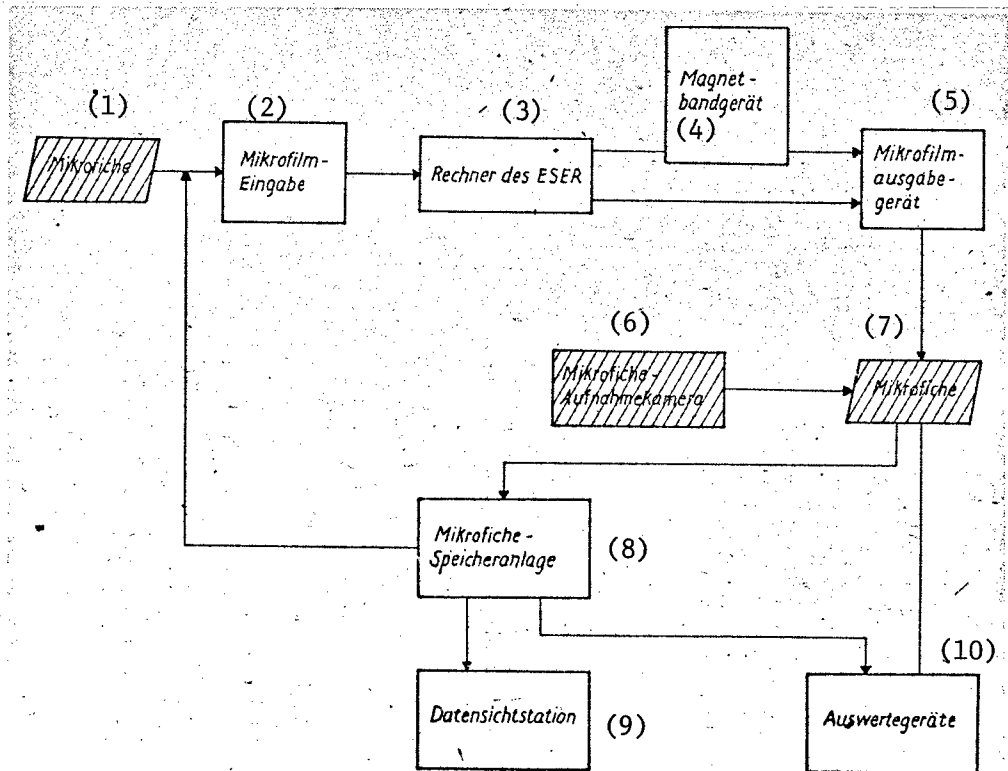 (1)
Mikrofiche
(2)
Mikrofilm-
Eingabe
(3)
Rechner des ESER
Magnet-
bandgerät
(4)
(5)
Mikrofilm-
ausgabe-
gerät
(6)
Mikrofiche-
Aufnahmekamera
(7)
Mikrofiche
Mikrofiche-
Speicheranlage
(8)
Datensichtstation
(9)
(10)
Auswertegeräte